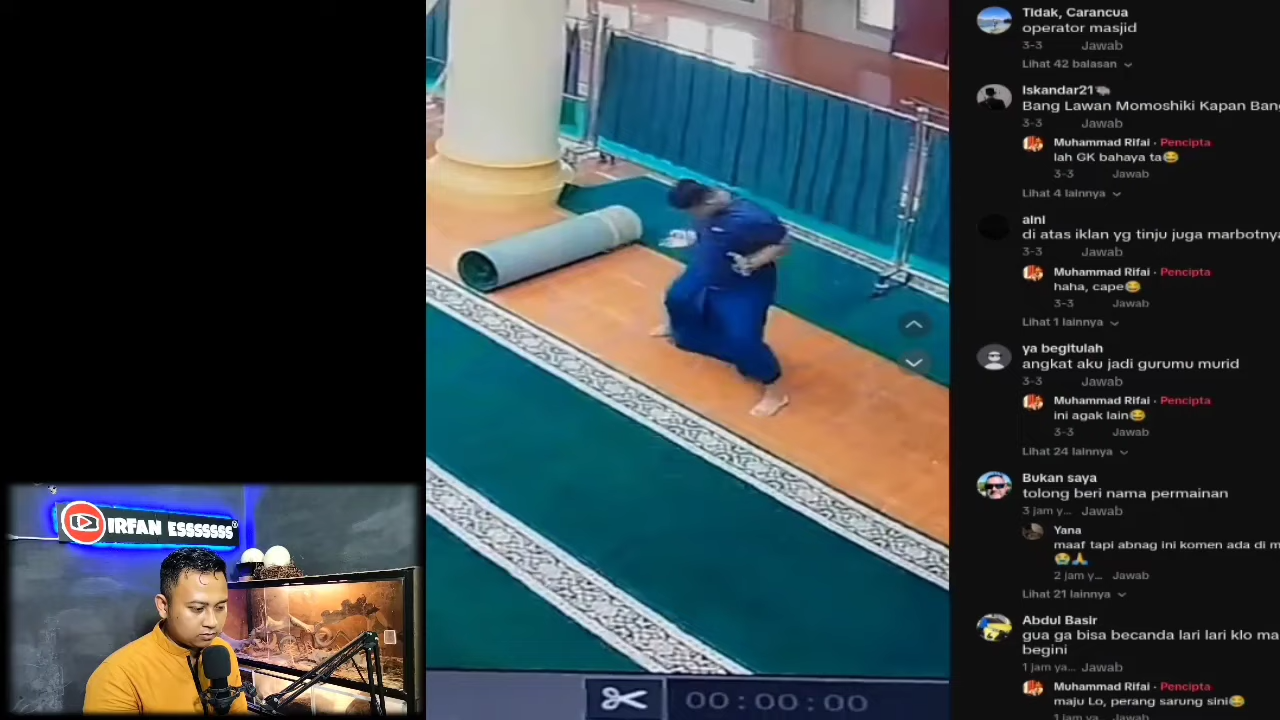 IRFAN ESSSSSSS
00:00:00:00
Tidak, Carancua
operator masjid
3-3 Jawab
Lihat 42 balasan
Iskandar21
Bang Lawan Momoshiki Kapan Bang
3-3 Jawab
Muhammad Rifai · Pencipta
lah GK bahaya ta😂
3-3 Jawab
Lihat 4 lainnya
aini
di atas iklan yg tinju juga marbotny
3-3 Jawab
Muhammad Rifai · Pencipta
haha, cape😂
3-3 Jawab
Lihat 1 lainnya
ya begitulah
angkat aku jadi gurumu murid
3-3 Jawab
Muhammad Rifai · Pencipta
ini agak lain😂
3-3 Jawab
Lihat 24 lainnya
Bukan saya
tolong beri nama permainan
3 jam y... Jawab
Yana
maaf tapi abnag ini komen ada di m
😭🙏
2 jam y... Jawab
Lihat 21 lainnya
Abdul Basir
gua ga bisa becanda lari lari klo ma
begini
1 jam ya... Jawab
Muhammad Rifai · Pencipta
maju Lo, perang sarung sini😂
1 jam ya... Jawab